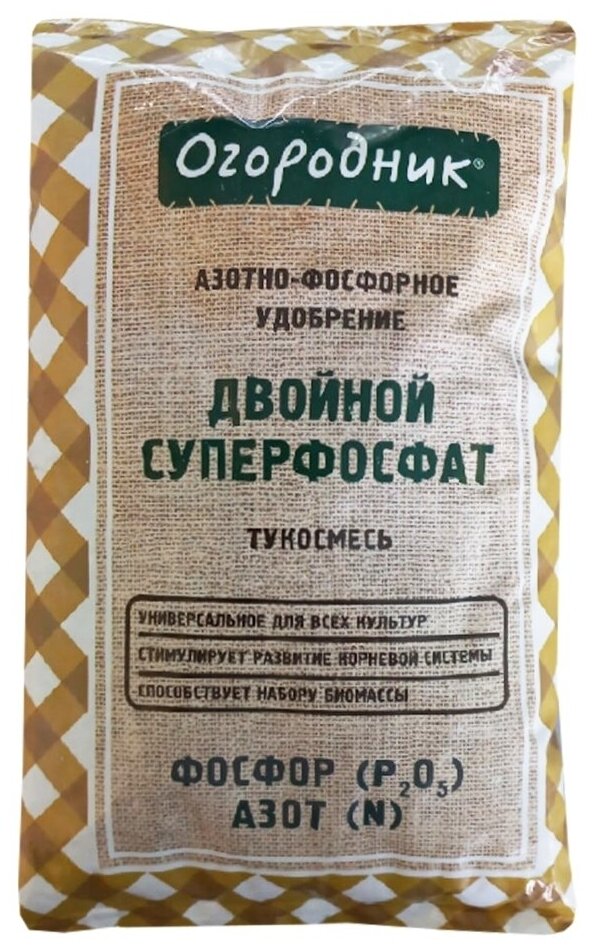 Огородник®
АЗОТНО-ФОСФОРНОЕ
УДОБРЕНИЕ
ДВОЙНОЙ
СУПЕРФОСФАТ
ТУКОСМЕСЬ
УНИВЕРСАЛЬНОЕ ДЛЯ ВСЕХ КУЛЬТУР
СТИМУЛИРУЕТ РАЗВИТИЕ КОРНЕВОЙ СИСТЕМЫ
СПОСОБСТВУЕТ НАБОРУ БИОМАССЫ
ФОСФОР (P₂O₅)
АЗОТ (N)